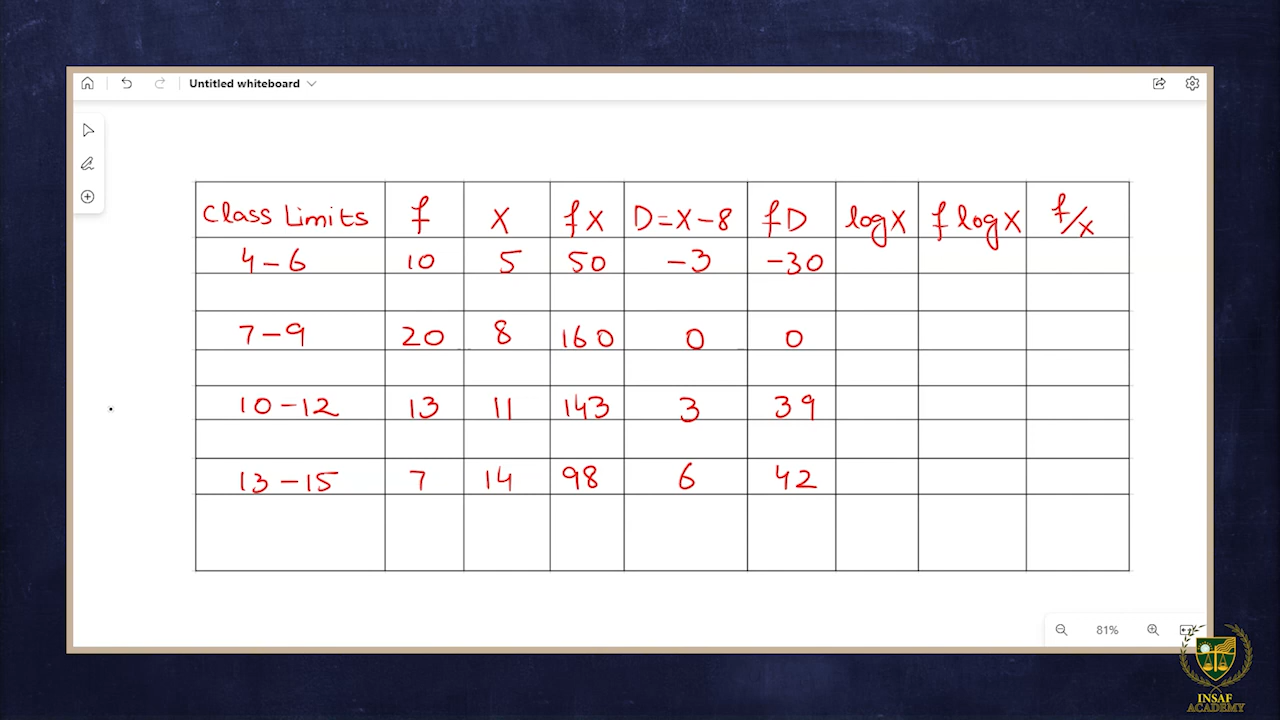 Untitled whiteboard
Class Limits f X fX D=X-8 fD logX f logX f/x
4-6 10 5 50 -3 -30
7-9 20 8 160 0 0
10-12 13 11 143 3 39
13-15 7 14 98 6 42
81%
INSAF
ACADEMY